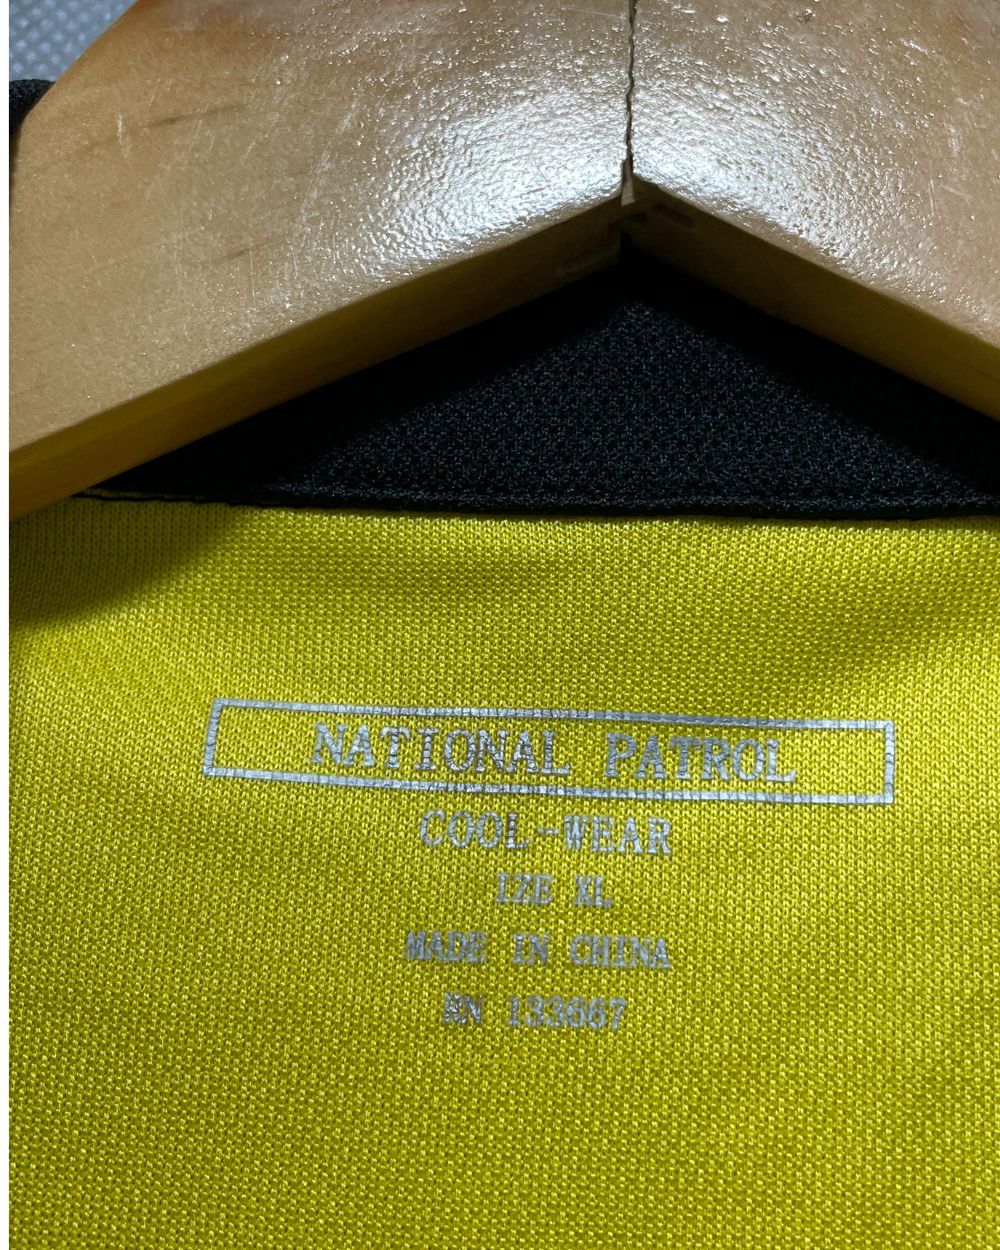 NATIONAL PATROL
COOL-WEAR
IZE XL
MADE IN CHINA
RN 133667